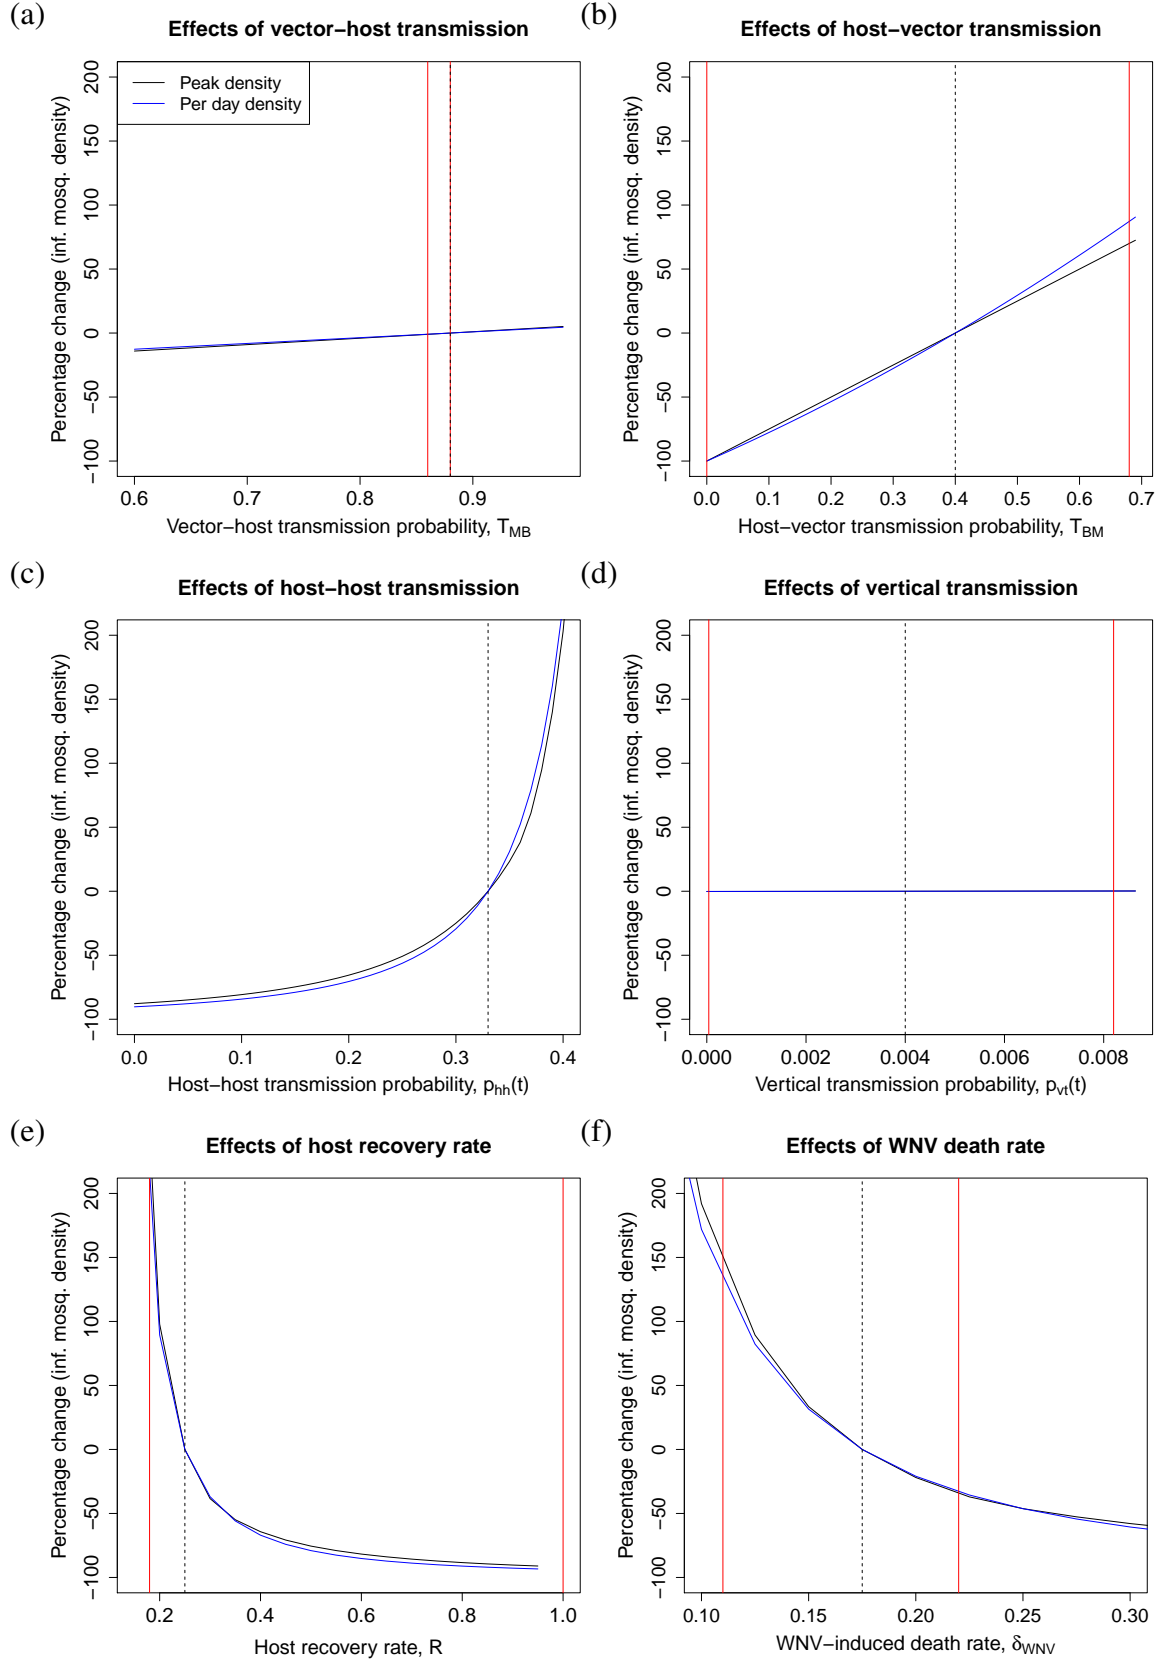 (a)
Effects of vector−host transmission
Peak density
Per day density
Percentage change (inf. mosq. density)
200
150
100
50
0
−50
−100
0.6 0.7 0.8 0.9
Vector−host transmission probability, T_MB
(b)
Effects of host−vector transmission
Percentage change (inf. mosq. density)
200
150
100
50
0
−50
−100
0.0 0.1 0.2 0.3 0.4 0.5 0.6 0.7
Host−vector transmission probability, T_BM
(c)
Effects of host−host transmission
Percentage change (inf. mosq. density)
200
150
100
50
0
−50
−100
0.0 0.1 0.2 0.3 0.4
Host−host transmission probability, p_hh(t)
(d)
Effects of vertical transmission
Percentage change (inf. mosq. density)
200
150
100
50
0
−50
−100
0.000 0.002 0.004 0.006 0.008
Vertical transmission probability, p_vt(t)
(e)
Effects of host recovery rate
Percentage change (inf. mosq. density)
200
150
100
50
0
−50
−100
0.2 0.4 0.6 0.8 1.0
Host recovery rate, R
(f)
Effects of WNV death rate
Percentage change (inf. mosq. density)
200
150
100
50
0
−50
−100
0.10 0.15 0.20 0.25 0.30
WNV−induced death rate, δ_WNV